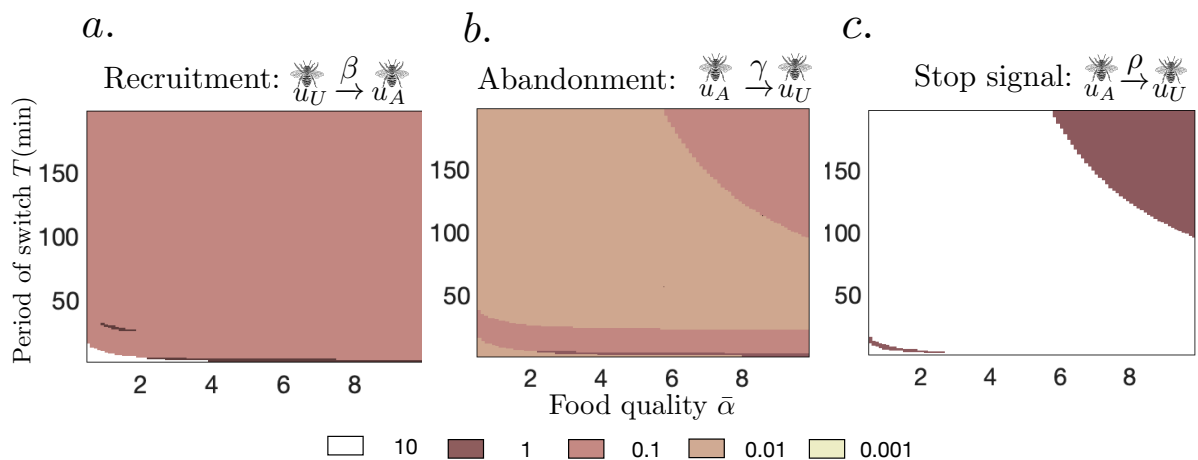 a.
Recruitment: u_U →^β u_A
b.
Abandonment: u_A →^γ u_U
c.
Stop signal: u_A →^ρ u_U
Period of switch T(min)
150
100
50
2 4 6 8
150
100
50
2 4 6 8
150
100
50
2 4 6 8
Food quality ᾱ
10 1 0.1 0.01 0.001